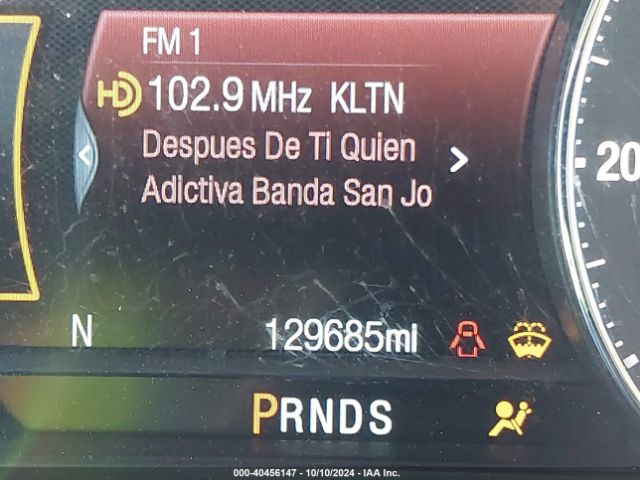 FM 1
HD 102.9 MHz KLTN
Despues De Ti Quien
Adictiva Banda San Jo
20
N 129685mi
PRNDS
000-40456147 - 10/10/2024 - IAA Inc.